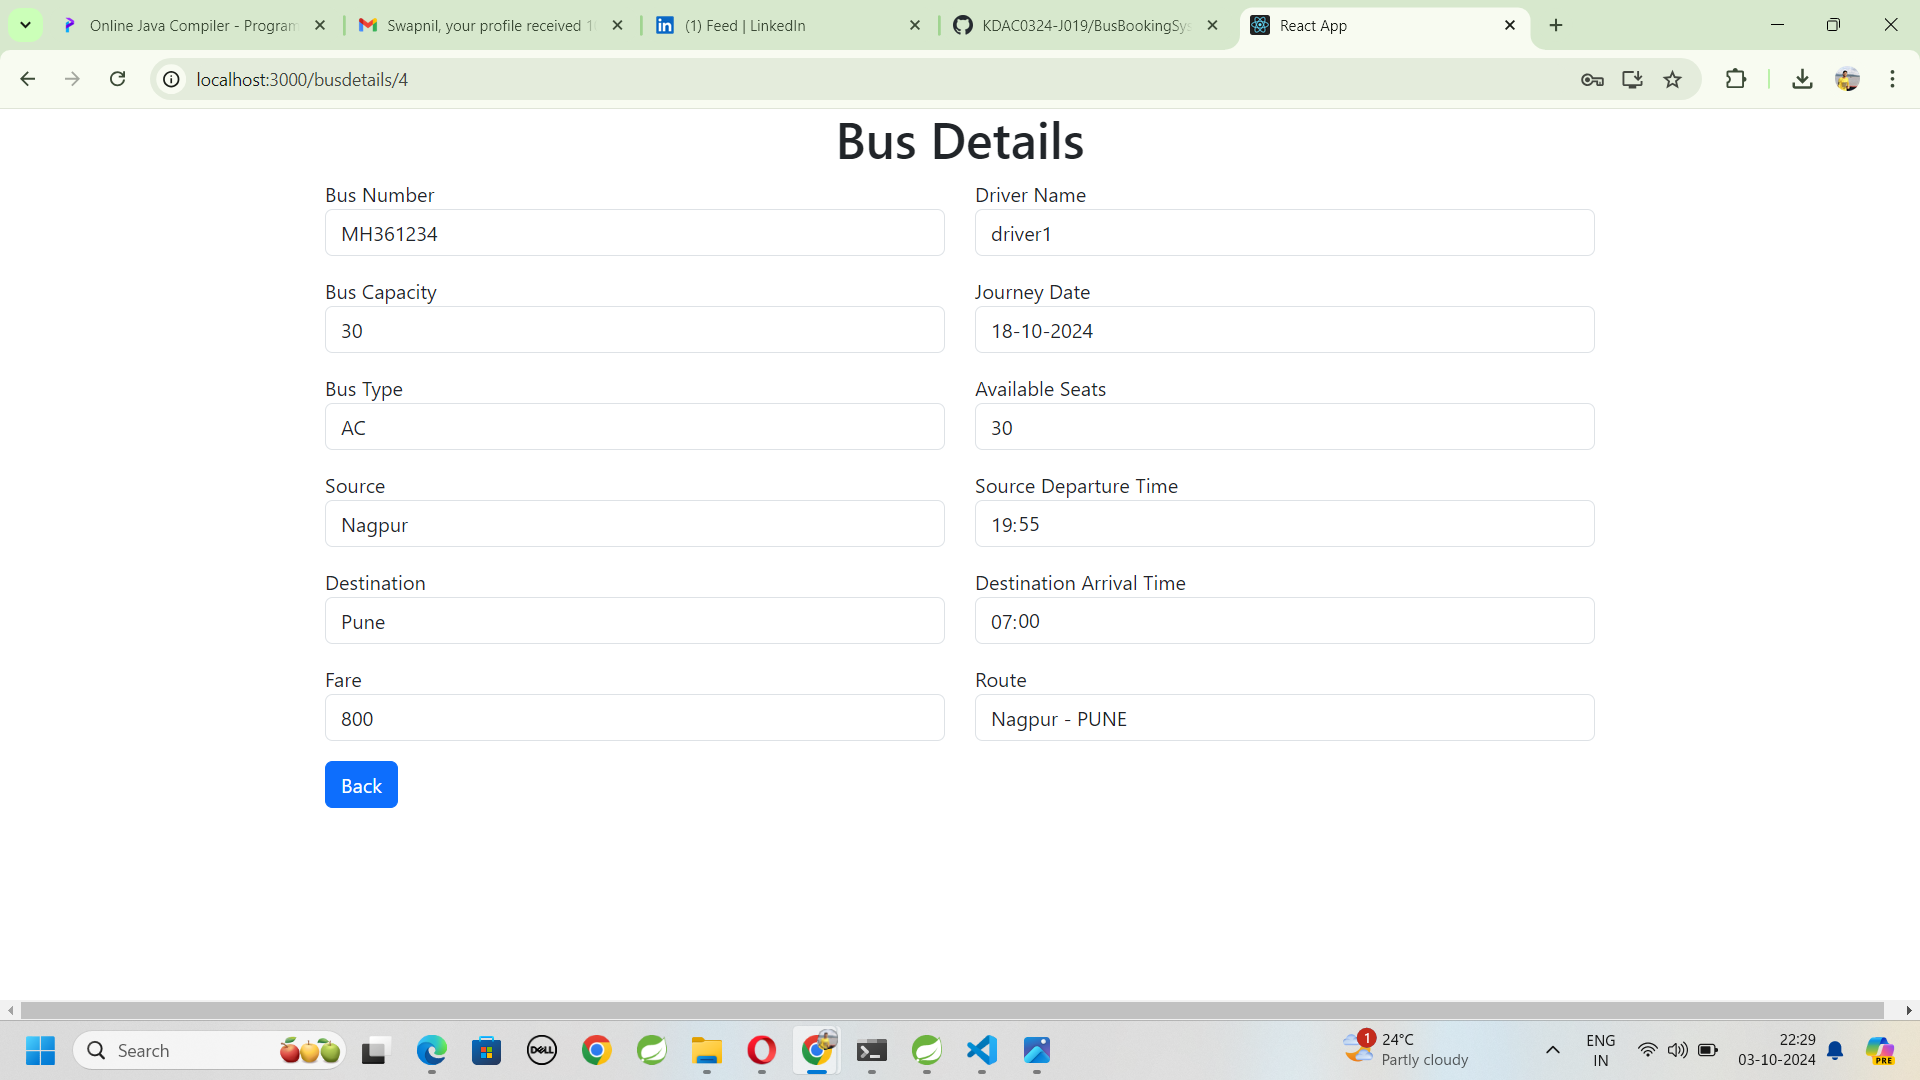 Online Java Compiler - Program
Swapnil, your profile received 1
(1) Feed | LinkedIn
KDAC0324-J019/BusBookingSys
React App
localhost:3000/busdetails/4
Bus Details
Bus Number
Driver Name
MH361234
driver1
Bus Capacity
Journey Date
30
18-10-2024
Bus Type
Available Seats
AC
30
Source
Source Departure Time
Nagpur
19:55
Destination
Destination Arrival Time
Pune
07:00
Fare
Route
800
Nagpur - PUNE
Back
Search
DELL
1
24°C
Partly cloudy
ENG
IN
22:29
03-10-2024
PRE